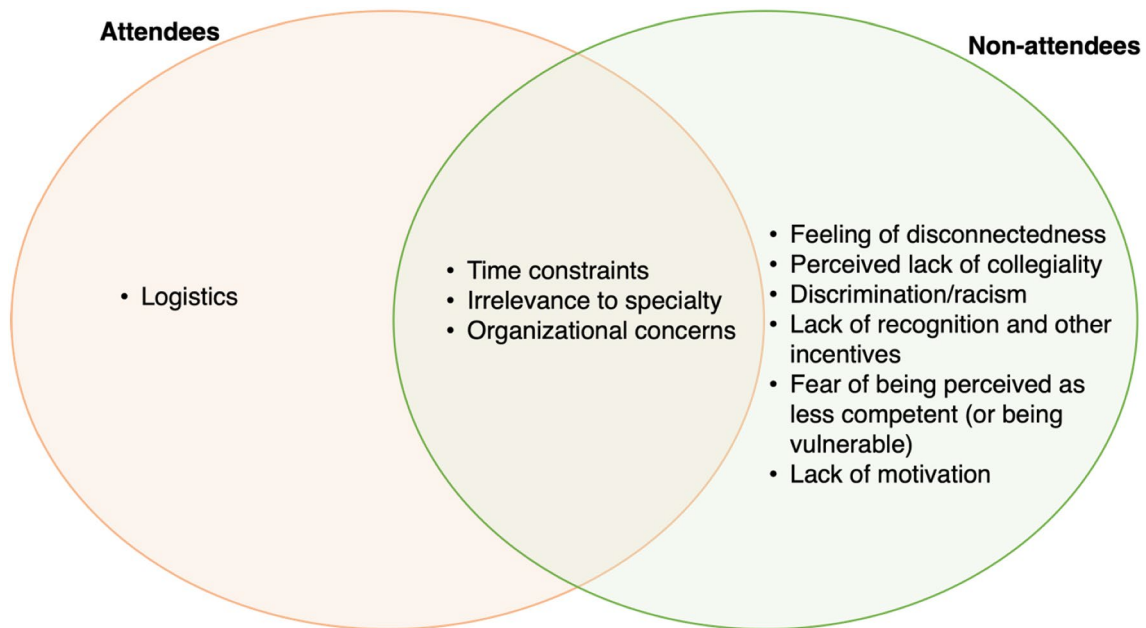 Attendees
Non-attendees
• Logistics
• Time constraints
• Irrelevance to specialty
• Organizational concerns
• Feeling of disconnectedness
• Perceived lack of collegiality
• Discrimination/racism
• Lack of recognition and other
incentives
• Fear of being perceived as
less competent (or being
vulnerable)
• Lack of motivation